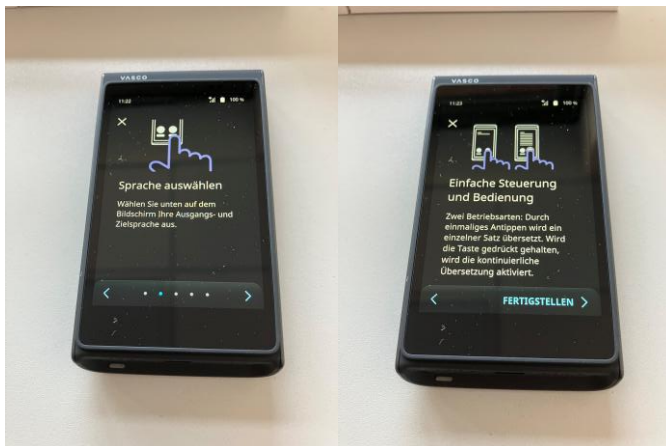 VASCO
11:22
100 %
Sprache auswählen
Wählen Sie unten auf dem
Bildschirm Ihre Ausgangs- und
Zielsprache aus.
VASCO
11:23
100 %
Einfache Steuerung
und Bedienung
Zwei Betriebsarten: Durch
einmaliges Antippen wird ein
einzelner Satz übersetzt. Wird
die Taste gedrückt gehalten,
wird die kontinuierliche
Übersetzung aktiviert.
FERTIGSTELLEN